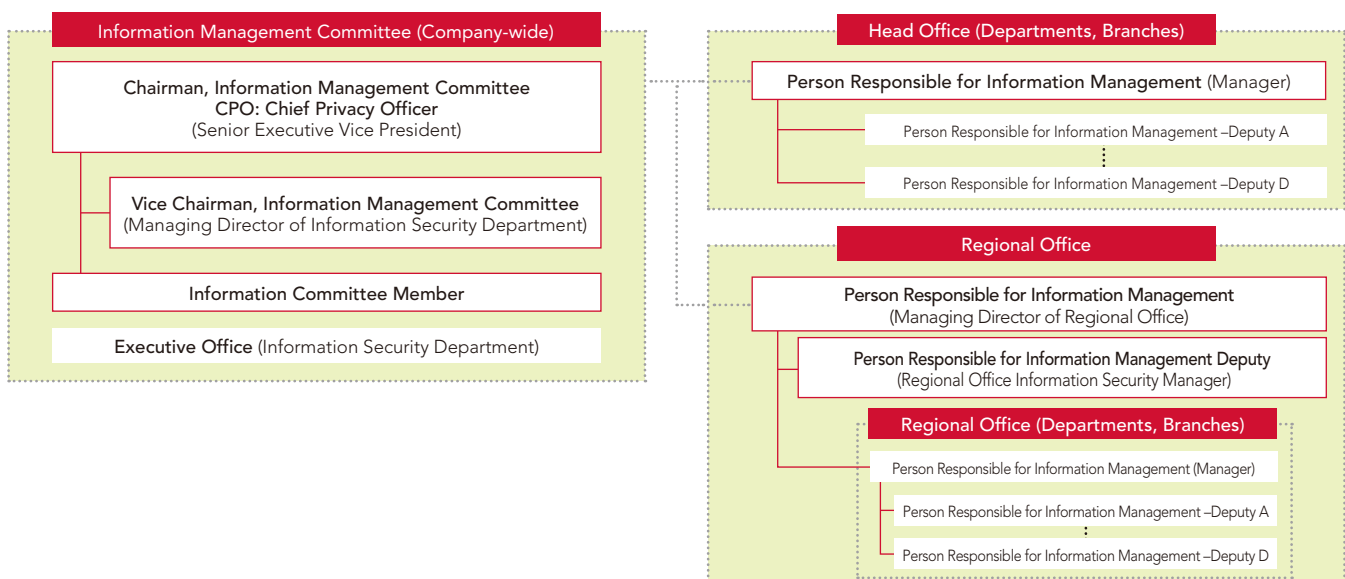 Information Management Committee (Company-wide)
Chairman, Information Management Committee
CPO: Chief Privacy Officer
(Senior Executive Vice President)
Vice Chairman, Information Management Committee
(Managing Director of Information Security Department)
Information Committee Member
Executive Office (Information Security Department)
Head Office (Departments, Branches)
Person Responsible for Information Management (Manager)
Person Responsible for Information Management –Deputy A
Person Responsible for Information Management –Deputy D
Regional Office
Person Responsible for Information Management
(Managing Director of Regional Office)
Person Responsible for Information Management Deputy
(Regional Office Information Security Manager)
Regional Office (Departments, Branches)
Person Responsible for Information Management (Manager)
Person Responsible for Information Management –Deputy A
Person Responsible for Information Management –Deputy D